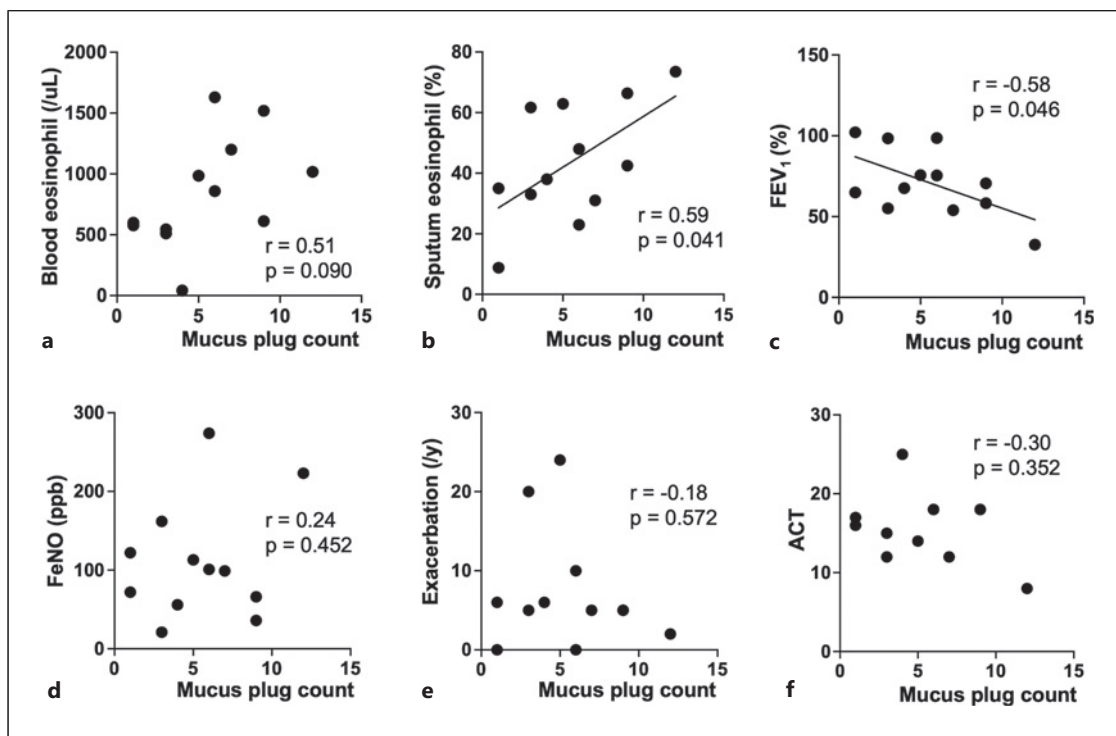 Blood eosinophil (/uL)
2000
1500
1000
500
0
0 5 10 15
r = 0.51
p = 0.090
a
Mucus plug count
Sputum eosinophil (%)
80
60
40
20
0
0 5 10 15
r = 0.59
p = 0.041
b
Mucus plug count
FEV₁ (%)
150
100
50
0
0 5 10 15
r = -0.58
p = 0.046
c
Mucus plug count
FeNO (ppb)
300
200
100
0
0 5 10 15
r = 0.24
p = 0.452
d
Mucus plug count
Exacerbation (/y)
30
20
10
0
0 5 10 15
r = -0.18
p = 0.572
e
Mucus plug count
ACT
30
20
10
0
0 5 10 15
r = -0.30
p = 0.352
f
Mucus plug count